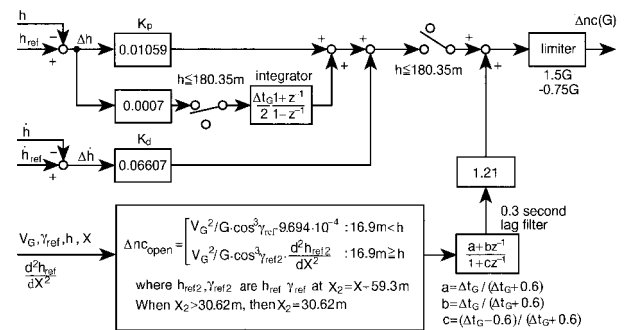 h
K_p
Δnc(G)
h_ref
Δh
0.01059
limiter
h≦180.35m
integrator
h≦180.35m
1.5G
-0.75G
0.0007
Δt_G/2 1+z⁻¹/1-z⁻¹
ḣ
K_d
ḣ_ref
Δḣ
0.06607
1.21
0.3 second
lag filter
V_G,γ_ref,h,X
d²h_ref/dX²
Δnc_open= V_G²/G·cos³γ_ref·9.694·10⁻⁴ :16.9m<h
V_G²/G·cos³γ_ref2·d²h_ref2/dX² :16.9m≧h
where h_ref2,γ_ref2 are h_ref γ_ref at X₂=X-59.3m
When X₂>30.62m, then X₂=30.62m
a+bz⁻¹/1+cz⁻¹
a=Δt_G/(Δt_G+0.6)
b=Δt_G/(Δt_G+0.6)
c=(Δt_G-0.6)/(Δt_G+0.6)